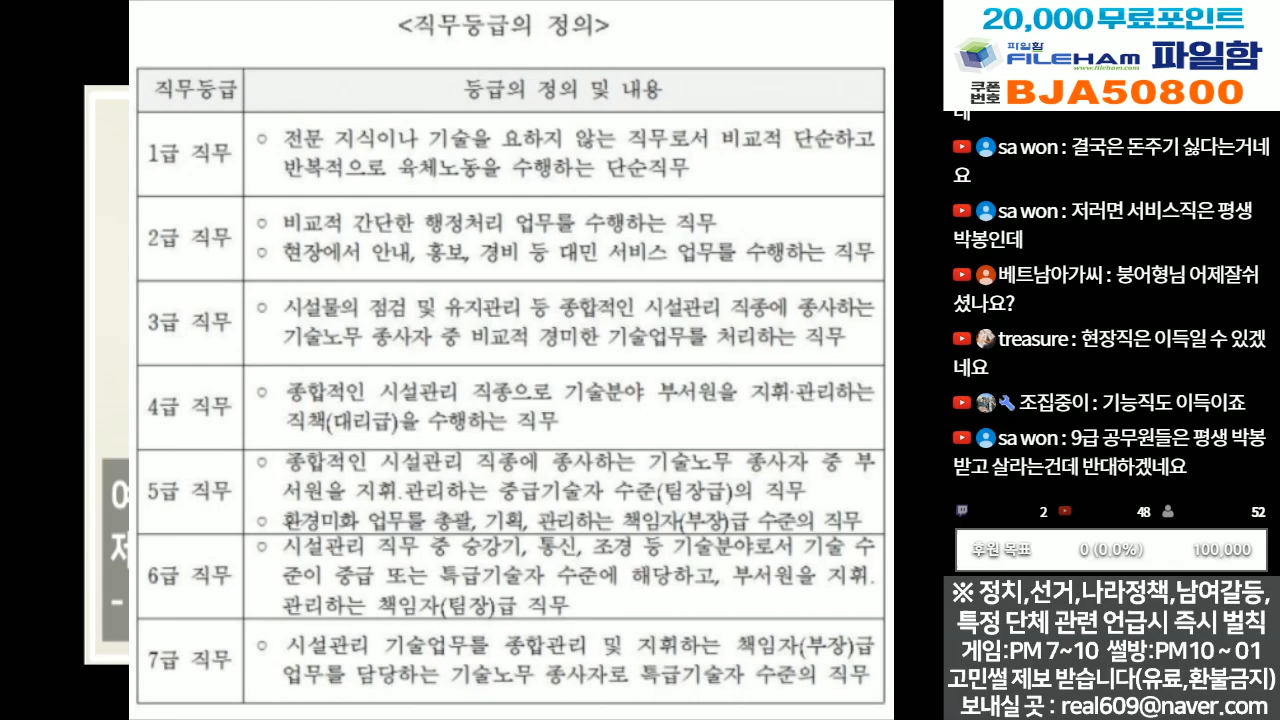 <직무등급의 정의>
직무등급
등급의 정의 및 내용
1급 직무
○ 전문 지식이나 기술을 요하지 않는 직무로서 비교적 단순하고
반복적으로 육체노동을 수행하는 단순직무
2급 직무
○ 비교적 간단한 행정처리 업무를 수행하는 직무
○ 현장에서 안내, 홍보, 경비 등 대민 서비스 업무를 수행하는 직무
3급 직무
○ 시설물의 점검 및 유지관리 등 종합적인 시설관리 직종에 종사하는
기술노무 종사자 중 비교적 경미한 기술업무를 처리하는 직무
4급 직무
○ 종합적인 시설관리 직종으로 기술분야 부서원을 지휘·관리하는
직책(대리급)을 수행하는 직무
5급 직무
○ 종합적인 시설관리 직종에 종사하는 기술노무 종사자 중 부
서원을 지휘.관리하는 중급기술자 수준(팀장급)의 직무
○ 환경미화 업무를 총괄, 기획, 관리하는 책임자(부장)급 수준의 직무
6급 직무
○ 시설관리 직무 중 승강기, 통신, 조경 등 기술분야로서 기술 수
준이 중급 또는 특급기술자 수준에 해당하고, 부서원을 지휘.
관리하는 책임자(팀장)급 직무
7급 직무
○ 시설관리 기술업무를 종합관리 및 지휘하는 책임자(부장)급
업무를 담당하는 기술노무 종사자로 특급기술자 수준의 직무
20,000무료포인트
파일함
FILEHAM
www.fileham.com
파일함
쿠폰
번호
BJA50800
데
sa won : 결국은 돈주기 싫다는거네
요
sa won : 저러면 서비스직은 평생
박봉인데
베트남아가씨 : 붕어형님 어제잘쉬
셨나요?
treasure : 현장직은 이득일 수 있겠
네요
조집중이 : 기능직도 이득이죠
sa won : 9급 공무원들은 평생 박봉
받고 살라는건데 반대하겠네요
2 48 52
후원 목표 0 (0.0%) 100,000
※ 정치,선거,나라정책,남여갈등,
특정 단체 관련 언급시 즉시 벌칙
게임:PM 7~10 썰방:PM10 ~ 01
고민썰 제보 받습니다(유료,환불금지)
보내실 곳 : real609@naver.com